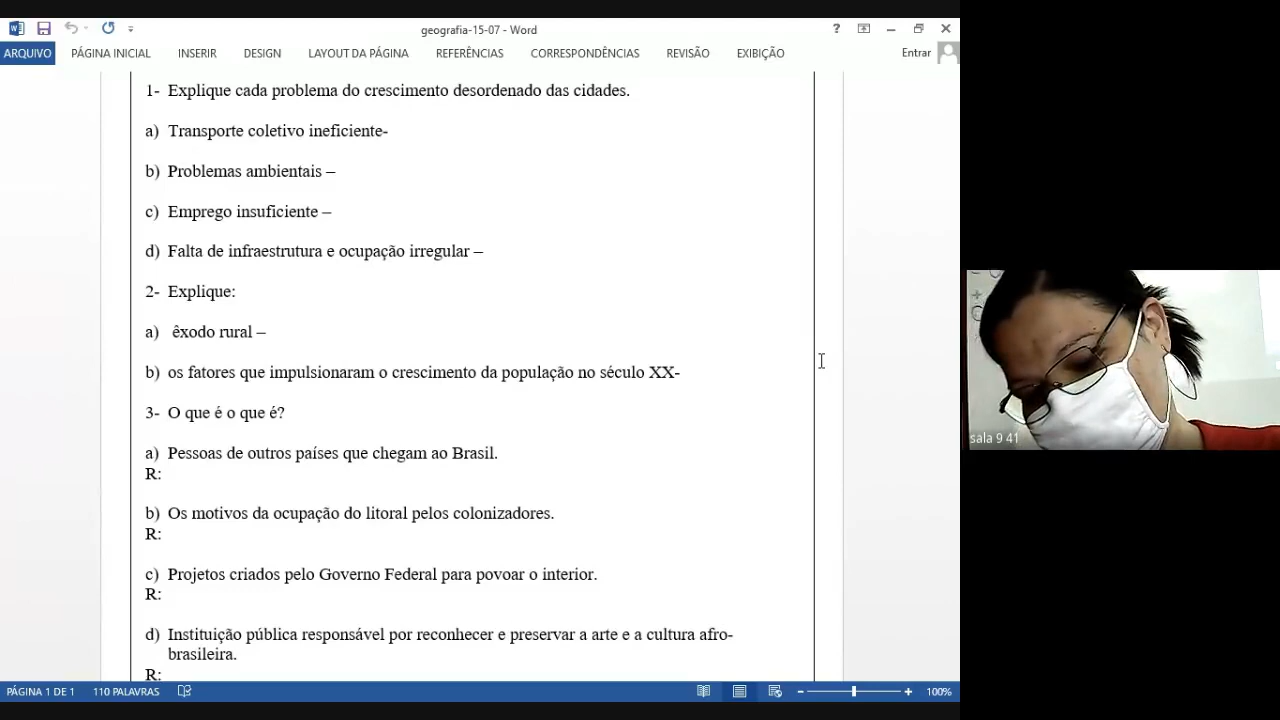 geografia-15-07 - Word
?
ARQUIVO PÁGINA INICIAL INSERIR DESIGN LAYOUT DA PÁGINA REFERÊNCIAS CORRESPONDÊNCIAS REVISÃO EXIBIÇÃO Entrar
1- Explique cada problema do crescimento desordenado das cidades.
a) Transporte coletivo ineficiente-
b) Problemas ambientais –
c) Emprego insuficiente –
d) Falta de infraestrutura e ocupação irregular –
2- Explique:
a) êxodo rural –
b) os fatores que impulsionaram o crescimento da população no século XX-
3- O que é o que é?
a) Pessoas de outros países que chegam ao Brasil.
R:
b) Os motivos da ocupação do litoral pelos colonizadores.
R:
c) Projetos criados pelo Governo Federal para povoar o interior.
R:
d) Instituição pública responsável por reconhecer e preservar a arte e a cultura afro-
brasileira.
R:
PÁGINA 1 DE 1 110 PALAVRAS 100%
sala 9 41